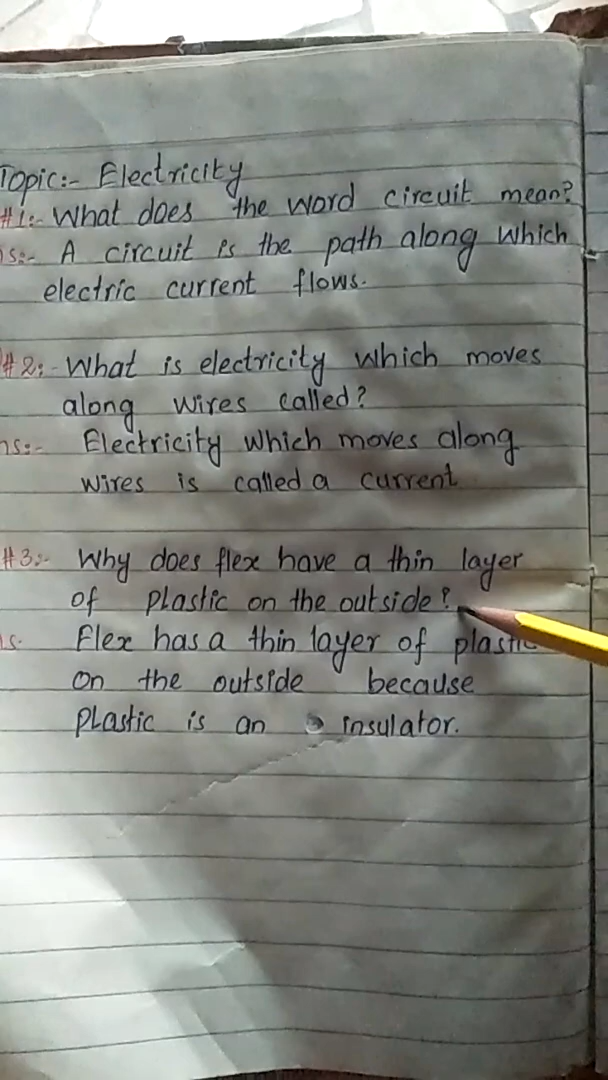 Topic:- Electricity
#1:- What does the word circuit mean?
s:- A circuit is the path along which
electric current flows.
#2:- What is electricity which moves
along wires called?
ns:- Electricity which moves along
wires is called a current
#3:- Why does flex have a thin layer
of plastic on the outside?
s. Flex has a thin layer of plastic
on the outside because
plastic is an insulator.